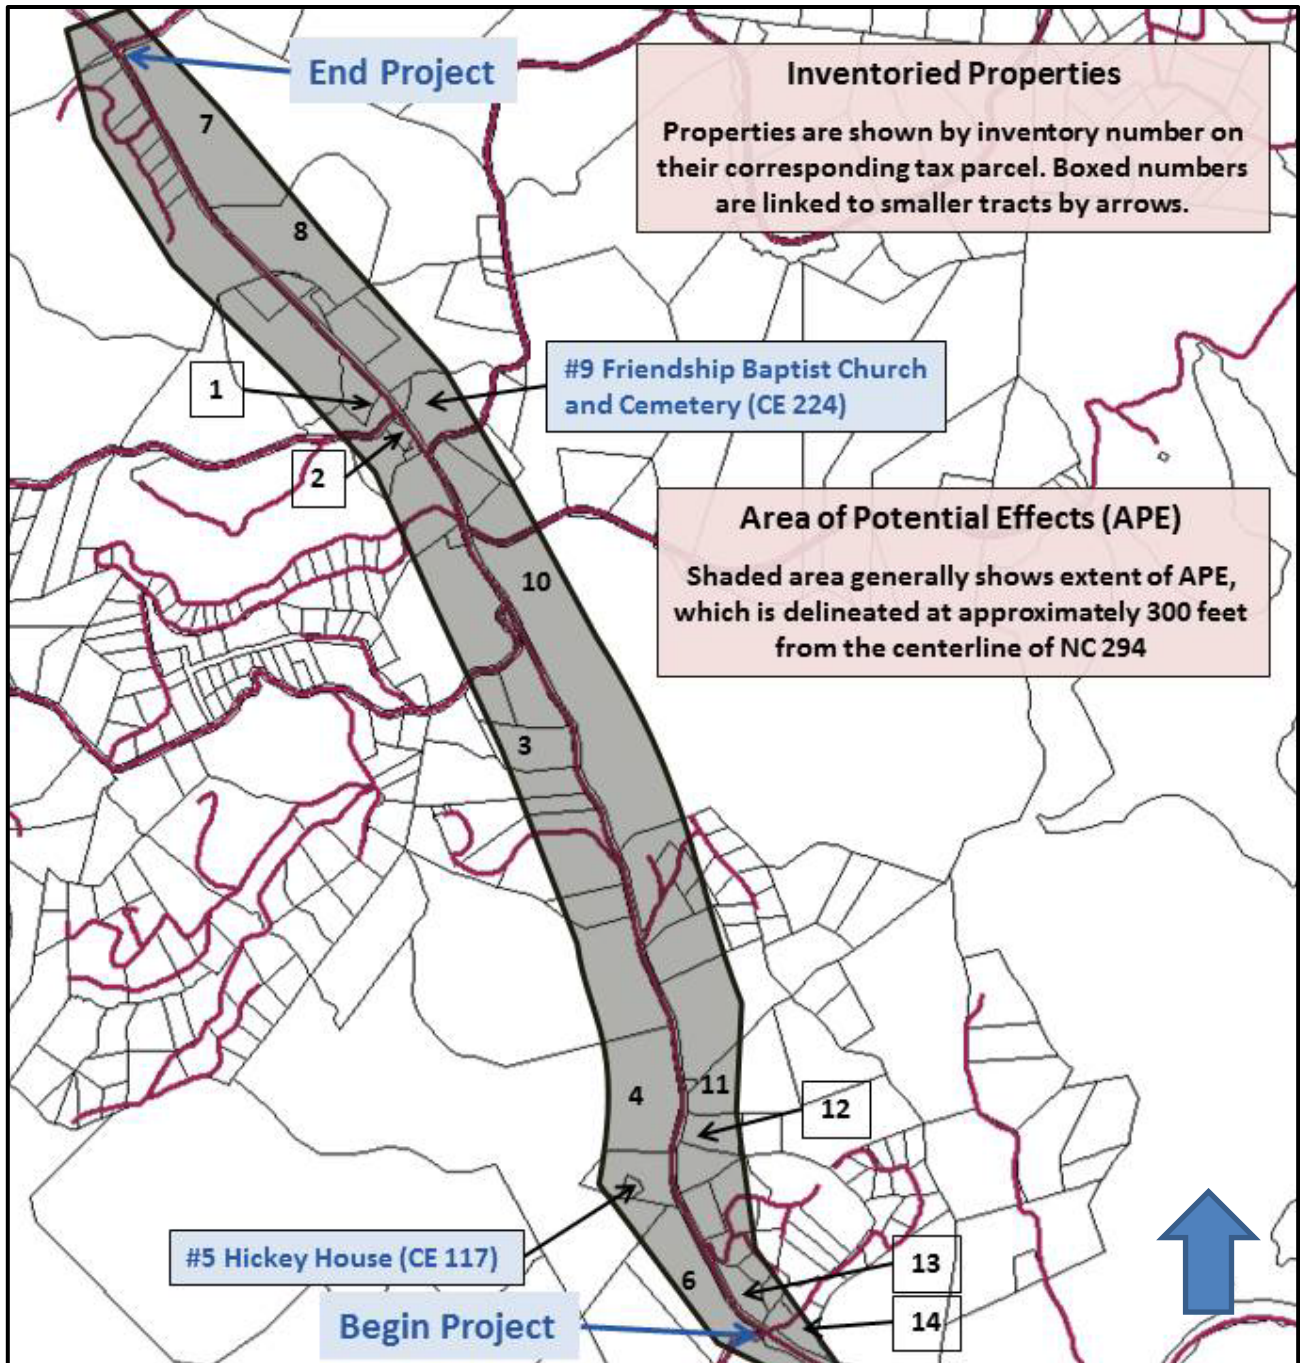 End Project
Inventoried Properties
Properties are shown by inventory number on
their corresponding tax parcel. Boxed numbers
are linked to smaller tracts by arrows.
7
8
1
#9 Friendship Baptist Church
and Cemetery (CE 224)
2
Area of Potential Effects (APE)
Shaded area generally shows extent of APE,
which is delineated at approximately 300 feet
from the centerline of NC 294
10
3
4
11
12
#5 Hickey House (CE 117)
13
6
14
Begin Project